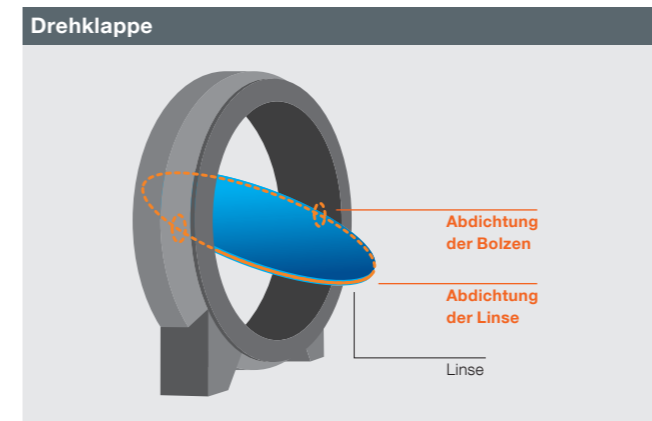 Drehklappe
Abdichtung
der Bolzen
Abdichtung
der Linse
Linse